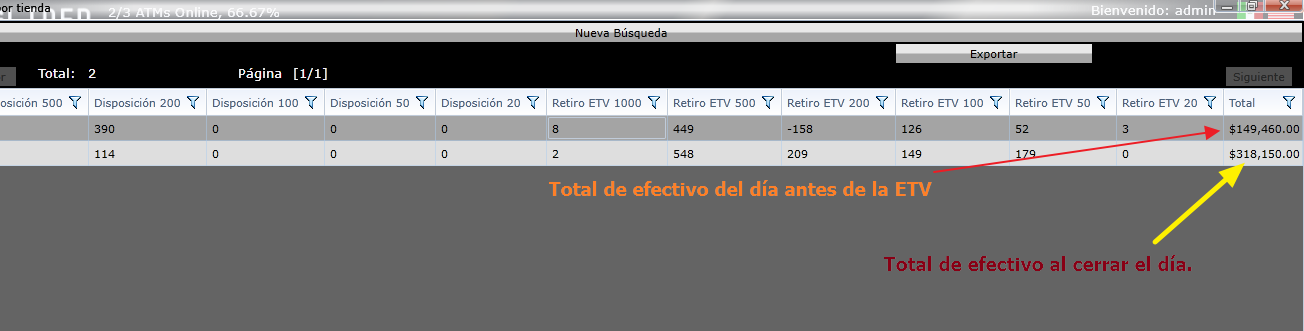 por tienda
2/3 ATMs Online, 66.67%
Bienvenido: admin
Nueva Búsqueda
Exportar
Total: 2 Página [1/1] Siguiente
osición 500 Disposición 200 Disposición 100 Disposición 50 Disposición 20 Retiro ETV 1000 Retiro ETV 500 Retiro ETV 200 Retiro ETV 100 Retiro ETV 50 Retiro ETV 20 Total
390 0 0 0 8 449 -158 126 52 3 $149,460.00
114 0 0 0 2 548 209 149 179 0 $318,150.00
Total de efectivo del día antes de la ETV
Total de efectivo al cerrar el día.